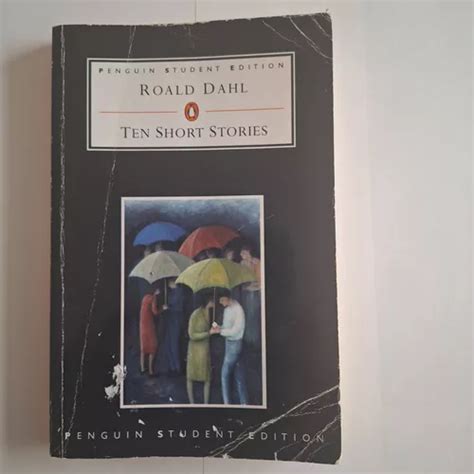 PENGUIN STUDENT EDITION
ROALD DAHL
TEN SHORT STORIES
PENGUIN STUDENT EDITION